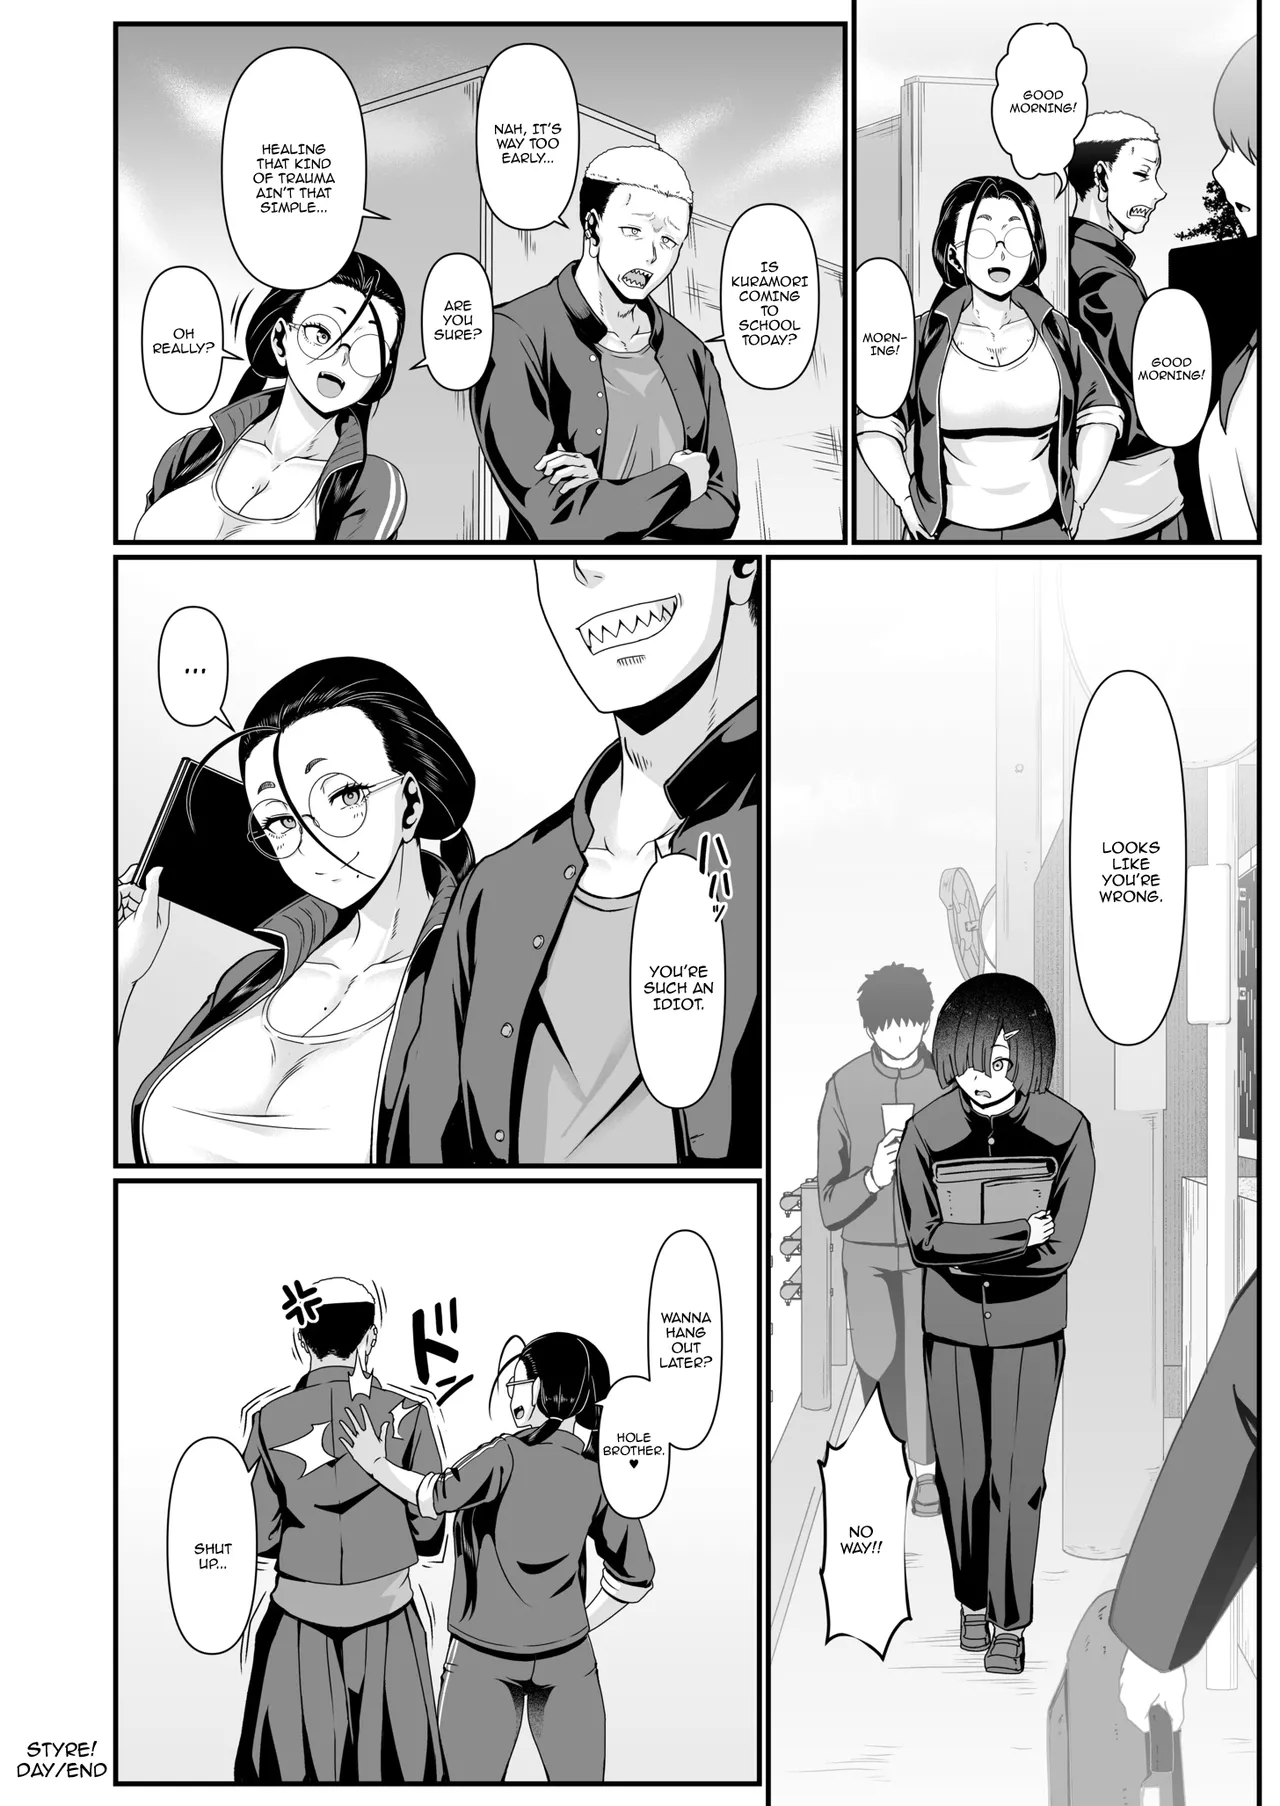 GOOD
MORNING!
GOOD
MORNING!
MORN-
ING!
IS
KURAMORI
COMING
TO
SCHOOL
TODAY?
NAH, IT'S
WAY TOO
EARLY...
ARE
YOU
SURE?
HEALING
THAT KIND
OF TRAUMA
AIN'T THAT
SIMPLE...
OH
REALLY?
LOOKS
LIKE
YOU'RE
WRONG.
NO
WAY!!
ハハハッ
YOU'RE
SUCH AN
IDIOT.
...
WANNA
HANG
OUT
LATER?
HOLE
BROTHER.
♥
ドン
SHUT
UP...
STYRE!
DAY/END